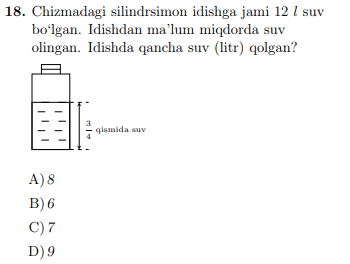 18. Chizmadagi silindrsimon idishga jami 12 l suv
bo‘lgan. Idishdan ma’lum miqdorda suv
olingan. Idishda qancha suv (litr) qolgan?
3/4 qismida suv
A) 8
B) 6
C) 7
D) 9